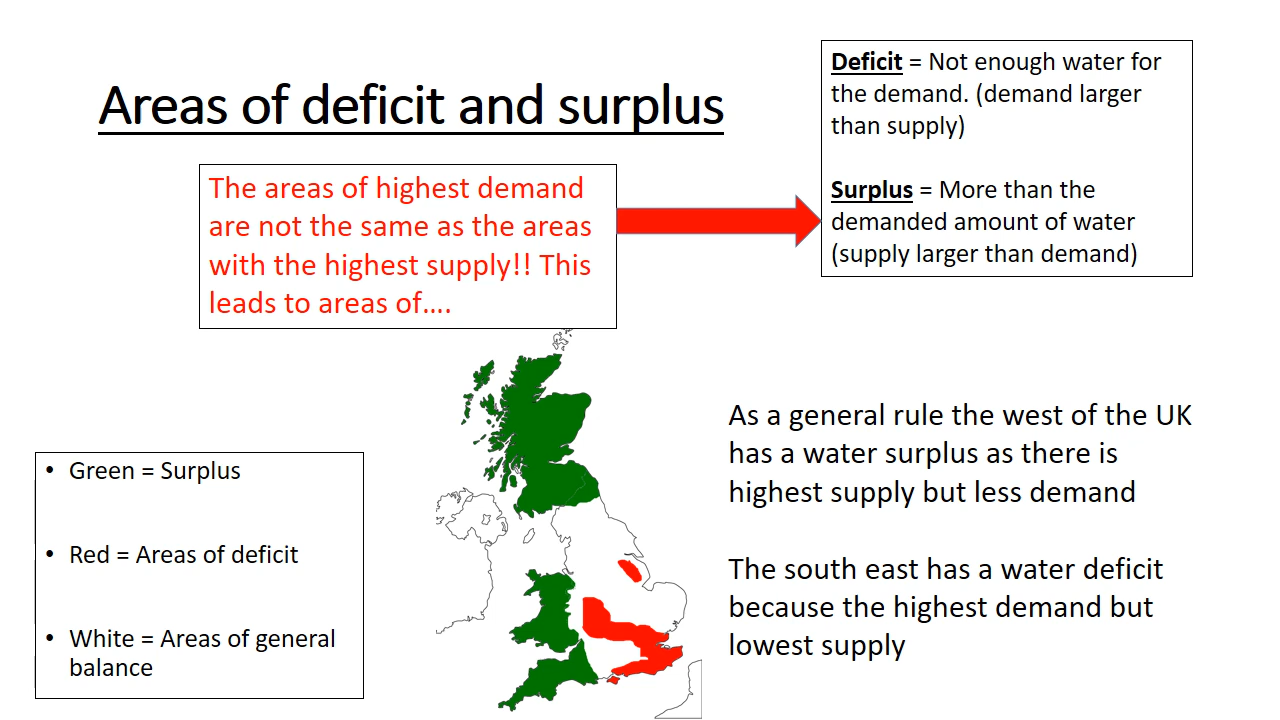 Areas of deficit and surplus
Deficit = Not enough water for
the demand. (demand larger
than supply)
Surplus = More than the
demanded amount of water
(supply larger than demand)
The areas of highest demand
are not the same as the areas
with the highest supply!! This
leads to areas of….
As a general rule the west of the UK
has a water surplus as there is
highest supply but less demand
The south east has a water deficit
because the highest demand but
lowest supply
• Green = Surplus
• Red = Areas of deficit
• White = Areas of general
balance